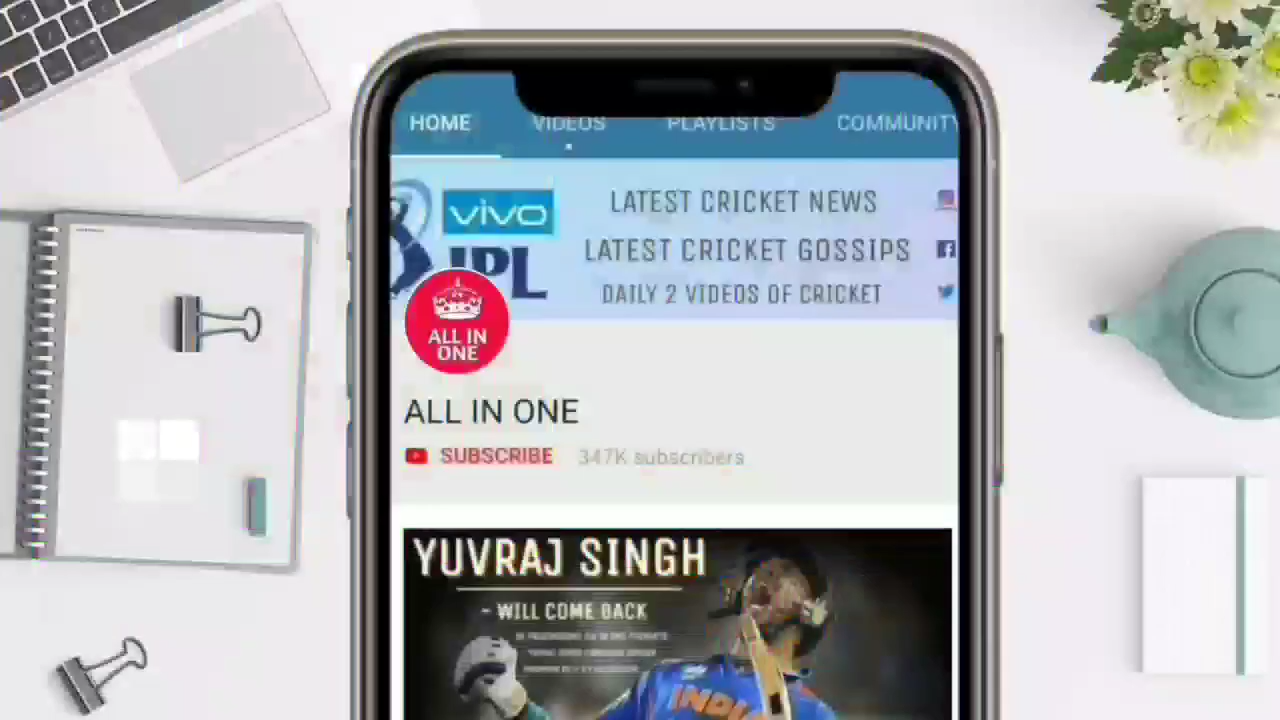 HOME VIDEOS PLAYLISTS COMMUNITY
vivo
IPL
LATEST CRICKET NEWS
LATEST CRICKET GOSSIPS
DAILY 2 VIDEOS OF CRICKET
ALL IN
ONE
ALL IN ONE
SUBSCRIBE 347K subscribers
YUVRAJ SINGH
- WILL COME BACK
INDIA